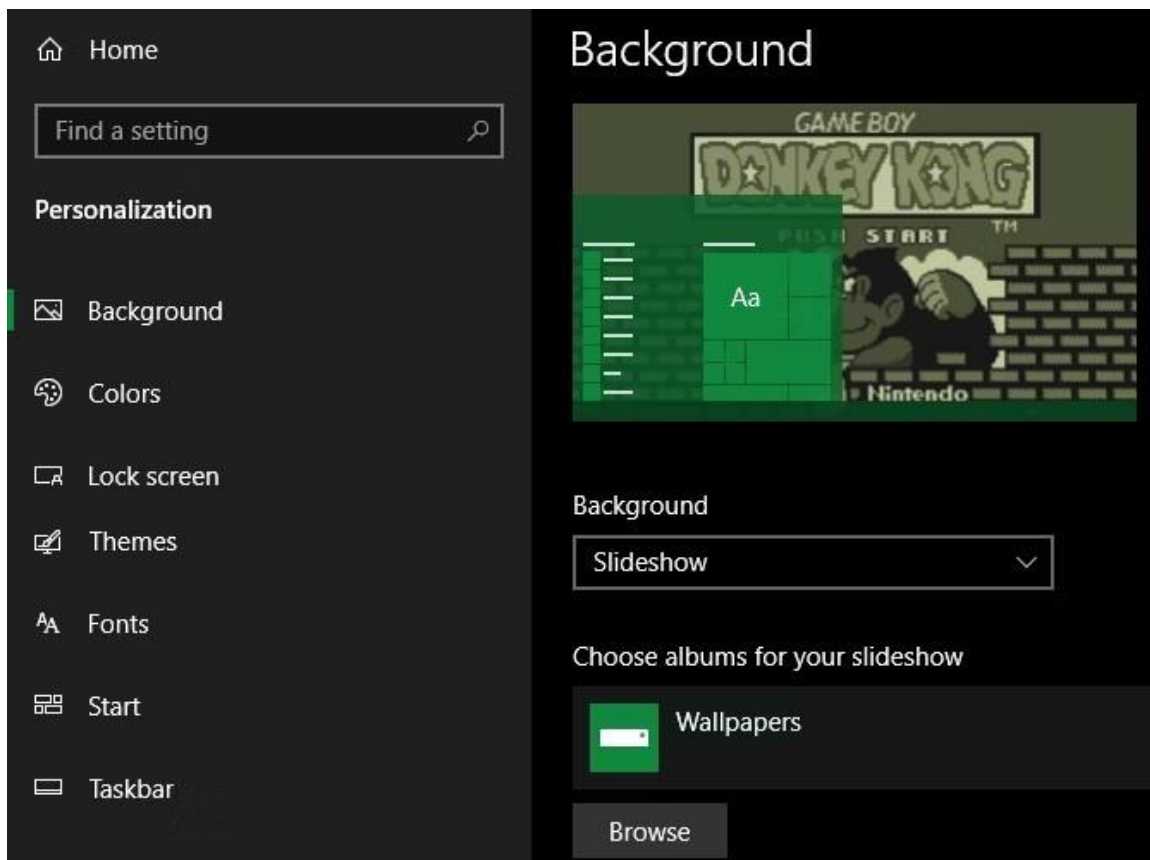 Home
Find a setting
Personalization
Background
Colors
Lock screen
Themes
Fonts
Start
Taskbar
Background
GAME BOY
DONKEY KONG
TM
PUSH START
Aa
Nintendo
Background
Slideshow
Choose albums for your slideshow
Wallpapers
Browse